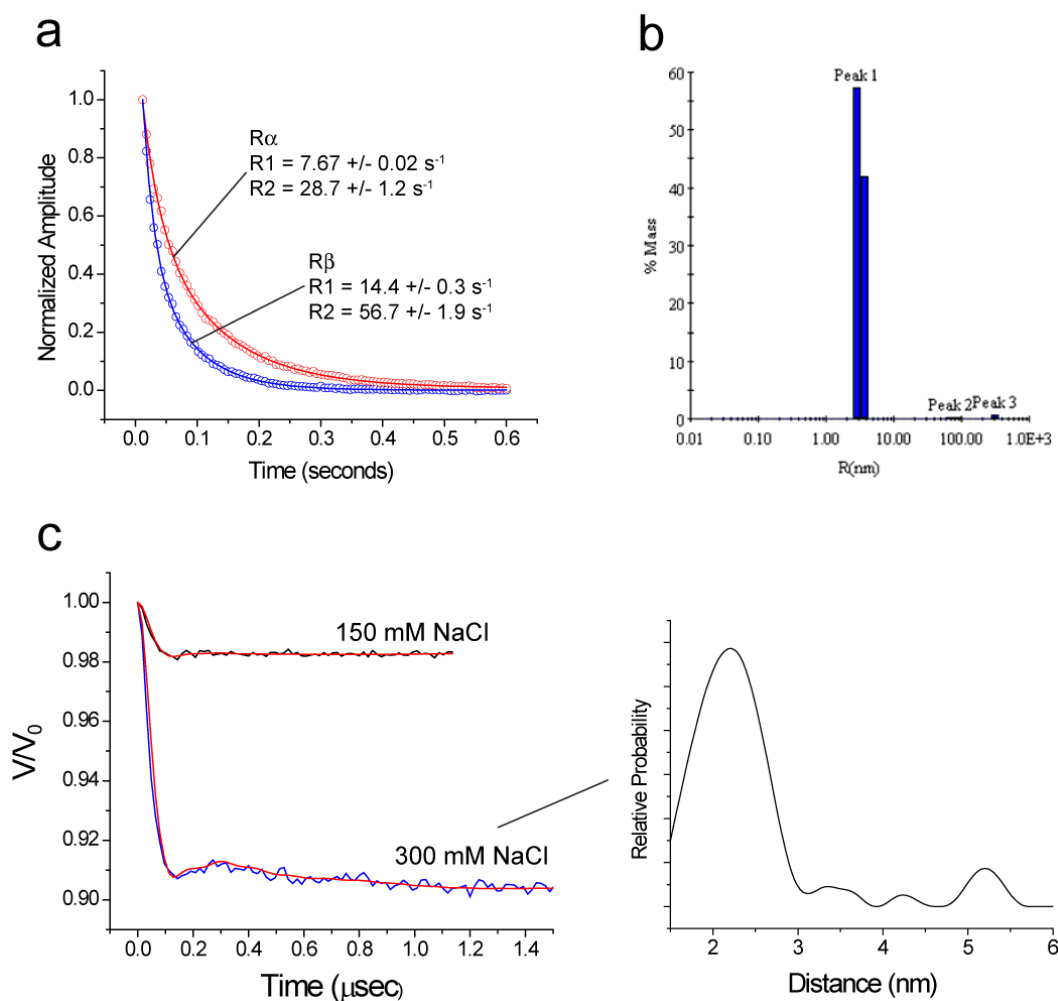 a
1.0
0.8
0.6
0.4
0.2
0.0
Normalized Amplitude
Rα
R1 = 7.67 +/- 0.02 s⁻¹
R2 = 28.7 +/- 1.2 s⁻¹
Rβ
R1 = 14.4 +/- 0.3 s⁻¹
R2 = 56.7 +/- 1.9 s⁻¹
0.0 0.1 0.2 0.3 0.4 0.5 0.6
Time (seconds)
b
60
50
40
30
20
10
0
% Mass
Peak 1
Peak 2 Peak 3
0.01 0.10 1.00 10.00 100.00 1.0E+3
R(nm)
c
1.00
0.98
0.96
0.94
0.92
0.90
V/V₀
150 mM NaCl
300 mM NaCl
0.0 0.2 0.4 0.6 0.8 1.0 1.2 1.4
Time (μsec)
Relative Probability
2 3 4 5 6
Distance (nm)